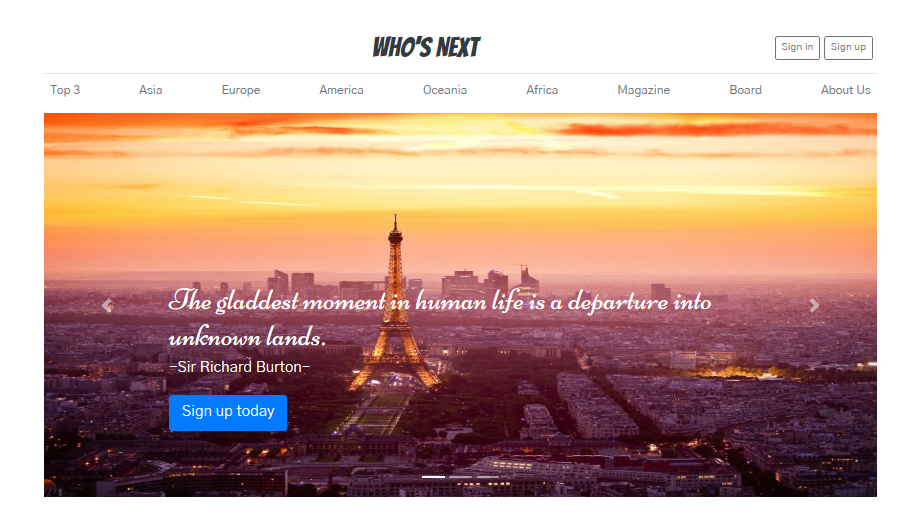 WHO'S NEXT
Sign in
Sign up
Top 3
Asia
Europe
America
Oceania
Africa
Magazine
Board
About Us
The gladdest moment in human life is a departure into
unknown lands.
-Sir Richard Burton-
Sign up today